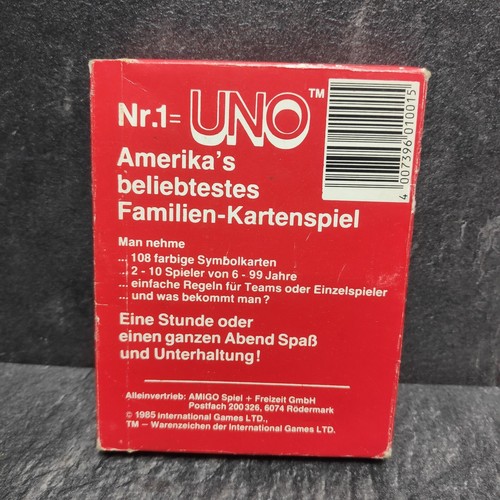 Nr.1= UNO™
Amerika's
beliebtestes
Familien-Kartenspiel
Man nehme
... 108 farbige Symbolkarten
... 2 - 10 Spieler von 6 - 99 Jahre
... einfache Regeln für Teams oder Einzelspieler
... und was bekommt man?
Eine Stunde oder
einen ganzen Abend Spaß
und Unterhaltung!
Alleinvertrieb: AMIGO Spiel + Freizeit GmbH
Postfach 200326, 6074 Rödermark
© 1985 International Games LTD.,
TM — Warenzeichen der International Games LTD.
4 007396 010015